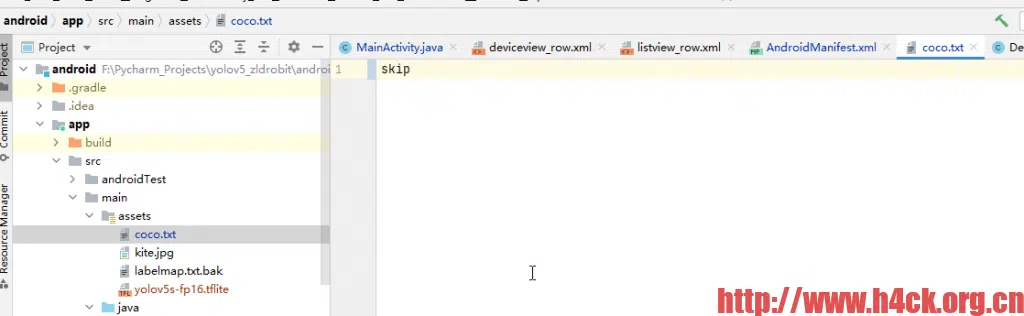 android app src main assets coco.txt
Project
MainActivity.java deviceview_row.xml listview_row.xml AndroidManifest.xml coco.txt
android F:\Pycharm_Projects\yolov5_zldrobit\androi
1 skip
.gradle
.idea
app
build
src
androidTest
main
assets
coco.txt
kite.jpg
labelmap.txt.bak
yolov5s-fp16.tflite
java
Project
Commit
Resource Manager
http://www.h4ck.org.cn